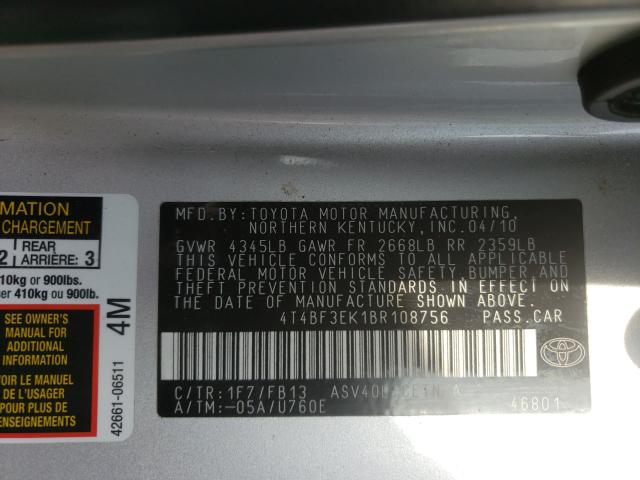 MATION
CHARGEMENT
2
REAR
ARRIÈRE: 3
10kg or 900lbs.
er 410kg ou 900lb.
SEE OWNER'S
MANUAL FOR
ADDITIONAL
INFORMATION
VOIR LE MANUEL
DE L'USAGER
POUR PLUS DE
RENSEIGNEMENTS
4M
42661-06511
MFD.BY:TOYOTA MOTOR MANUFACTURING,
NORTHERN KENTUCKY,INC.04/10
GVWR 4345LB GAWR FR 2668LB RR 2359LB
THIS VEHICLE CONFORMS TO ALL APPLICABLE
FEDERAL MOTOR VEHICLE SAFETY,BUMPER,AND
THEFT PREVENTION STANDARDS IN EFFECT ON
THE DATE OF MANUFACTURE SHOWN ABOVE.
4T4BF3EK1BR108756 PASS.CAR
C/TR:1F7/FB13
A/TM:-05A/U760E
46801